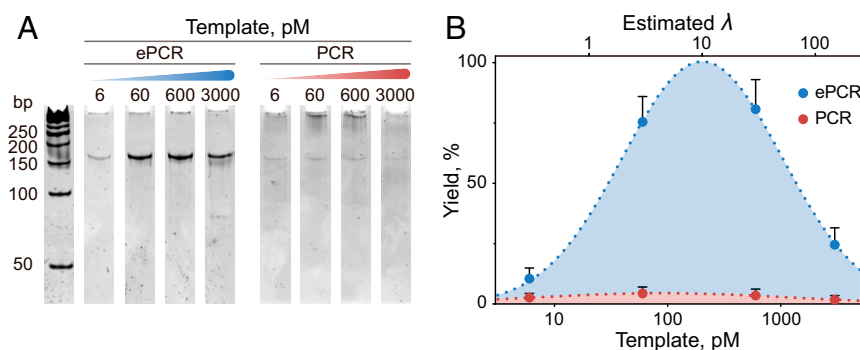 A
Template, pM
ePCR PCR
bp 6 60 600 3000 6 60 600 3000
250
200
150
100
50
B
Estimated λ
1 10 100
100
50
0
Yield, %
ePCR
PCR
10 100 1000
Template, pM